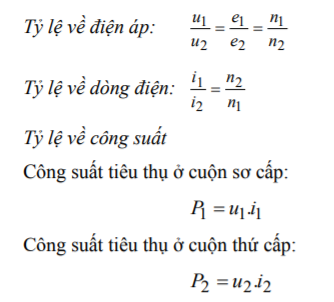 Tỷ lệ về điện áp: u1/u2 = e1/e2 = n1/n2
Tỷ lệ về dòng điện: i1/i2 = n2/n1
Tỷ lệ về công suất
Công suất tiêu thụ ở cuộn sơ cấp:
P1 = u1.i1
Công suất tiêu thụ ở cuộn thứ cấp:
P2 = u2.i2